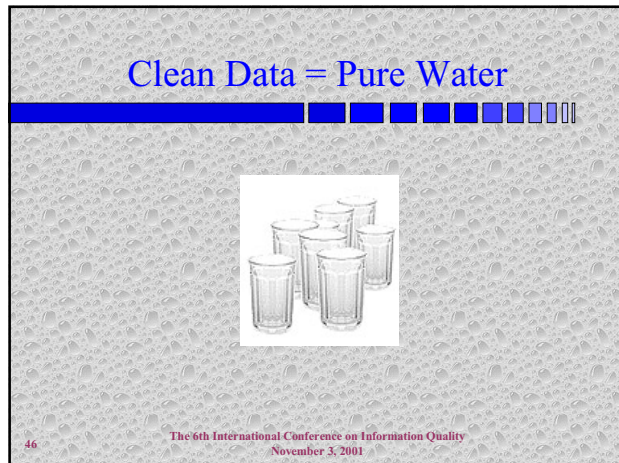 Clean Data = Pure Water
46
The 6th International Conference on Information Quality
November 3, 2001